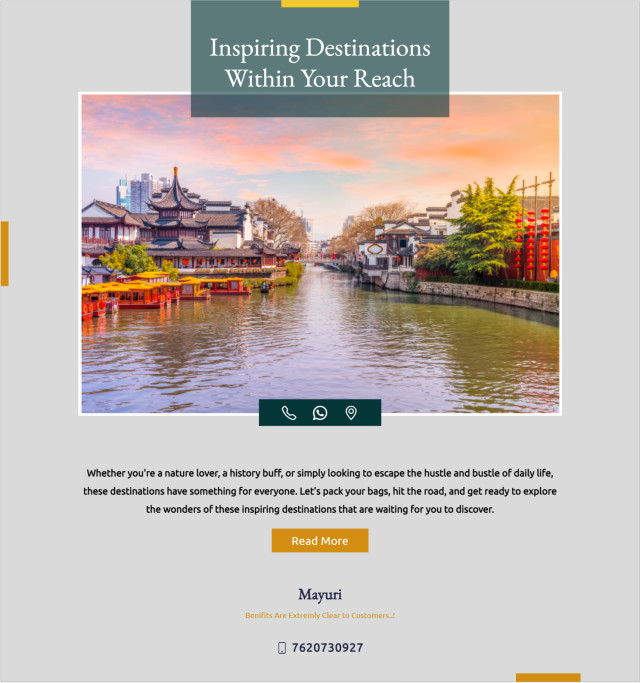 Inspiring Destinations
Within Your Reach
Whether you're a nature lover, a history buff, or simply looking to escape the hustle and bustle of daily life,
these destinations have something for everyone. Let's pack your bags, hit the road, and get ready to explore
the wonders of these inspiring destinations that are waiting for you to discover.
Read More
Mayuri
Benifits Are Extremly Clear to Customers..!
7620730927